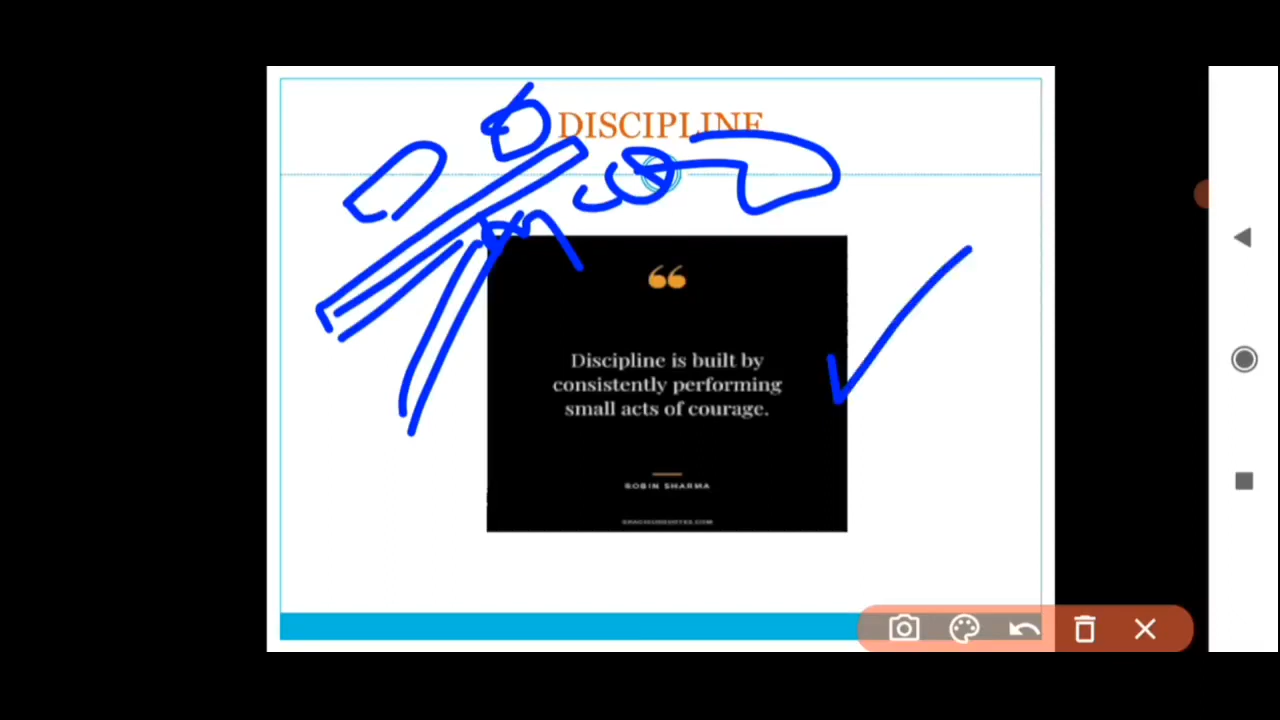 DISCIPLINE
Discipline is built by
consistently performing
small acts of courage.
ROBIN SHARMA